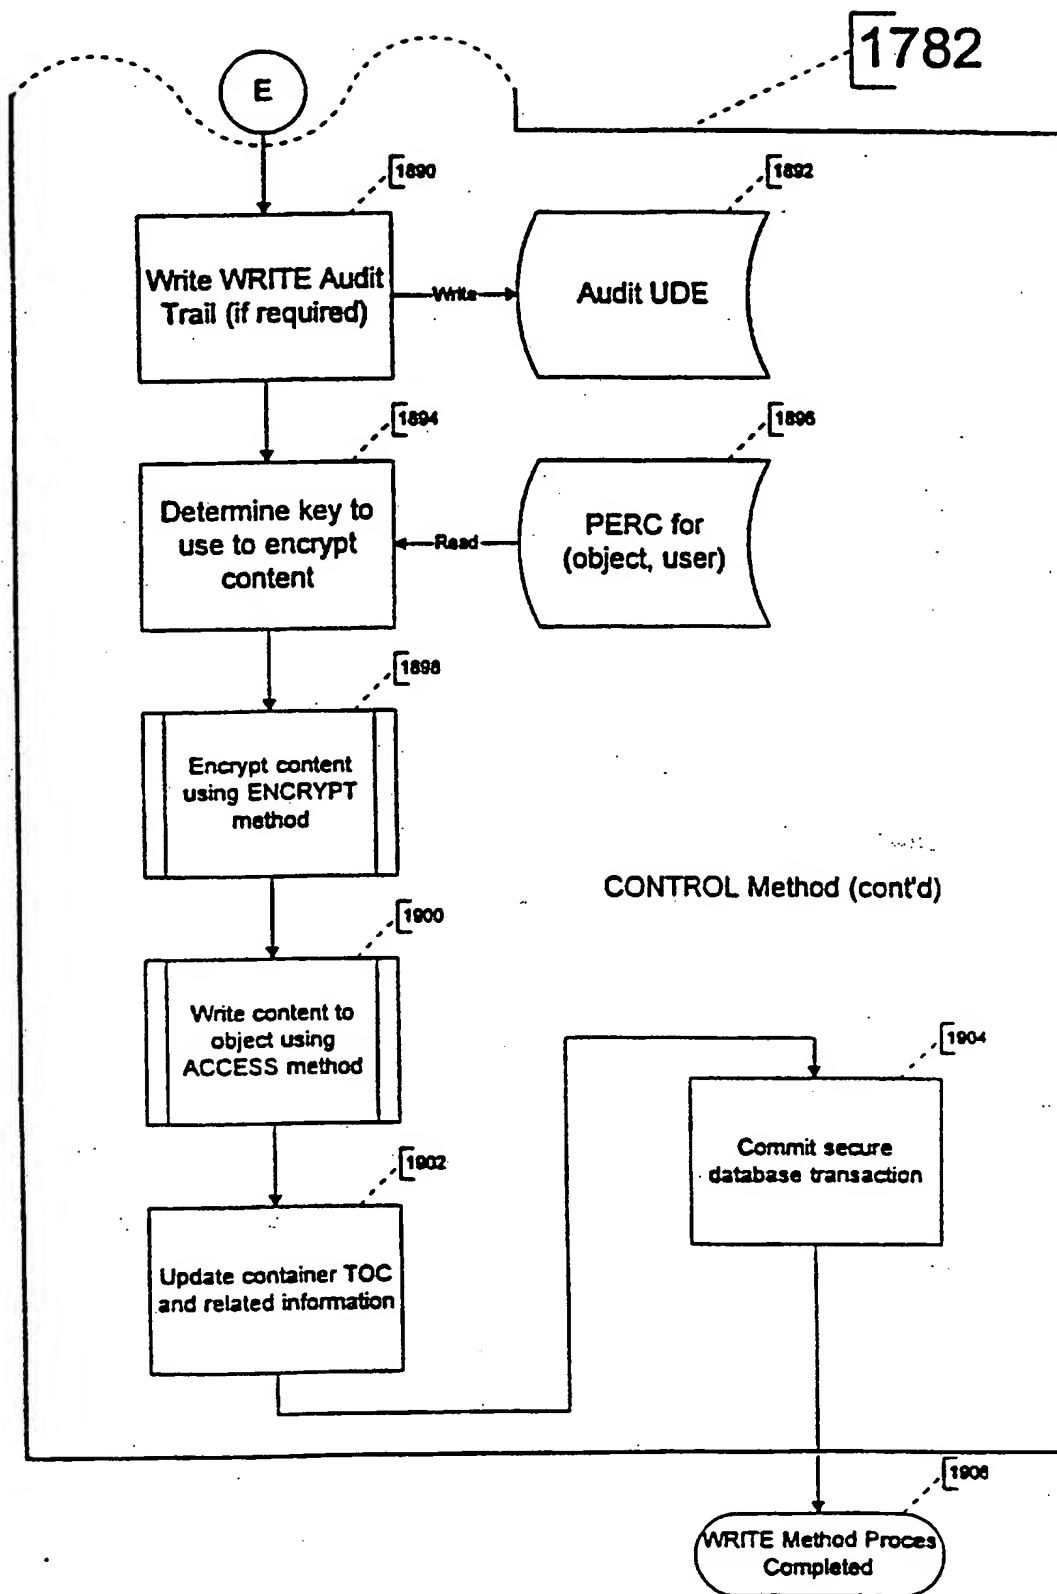 1782
E
1890
1892
Write WRITE Audit
Trail (if required)
Write
Audit UDE
1894
1896
Determine key to
use to encrypt
content
Read
PERC for
(object, user)
1898
Encrypt content
using ENCRYPT
method
CONTROL Method (cont'd)
1900
Write content to
object using
ACCESS method
1904
Commit secure
database transaction
1902
Update container TOC
and related information
1906
WRITE Method Proces
Completed